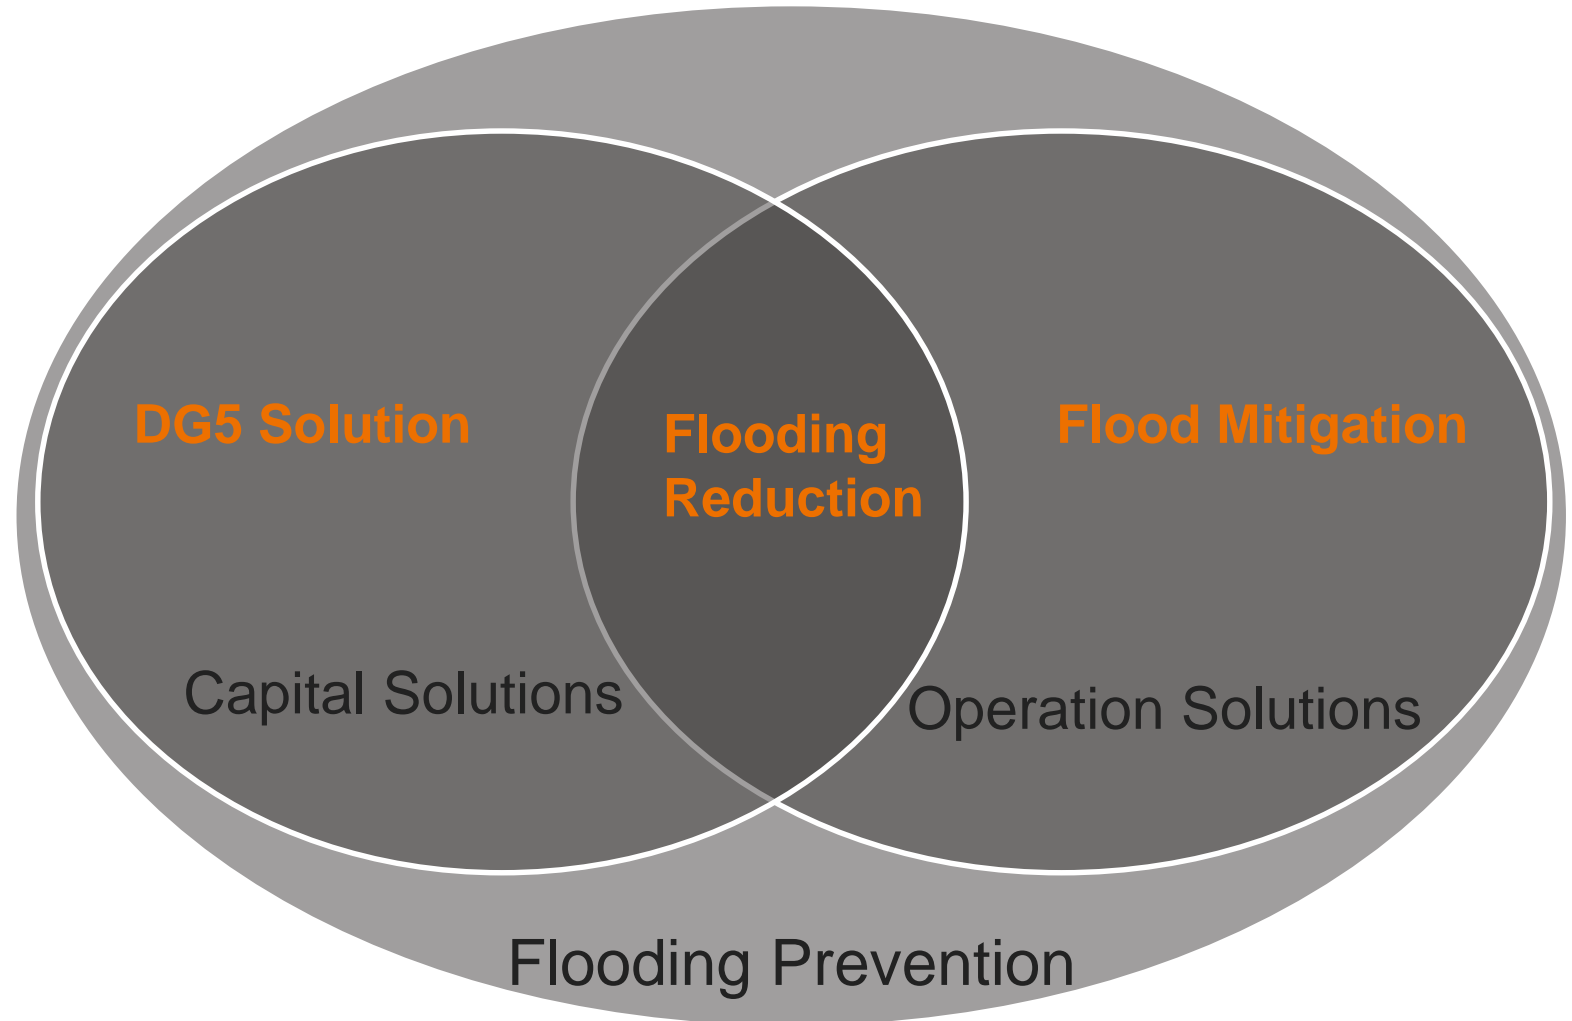 DG5 Solution
Flooding
Reduction
Flood Mitigation
Capital Solutions
Operation Solutions
Flooding Prevention